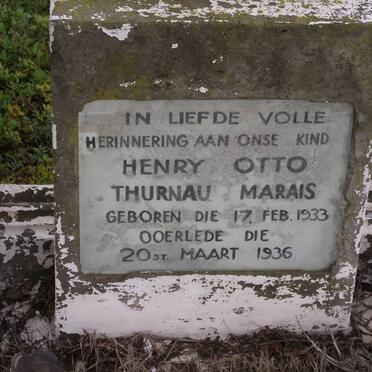 IN LIEFDE VOLLE
HERINNERING AAN ONSE KIND
HENRY OTTO
THURNAU MARAIS
GEBOREN DIE 17 FEB. 1933
OOERLEDE DIE
20ST. MAART 1936